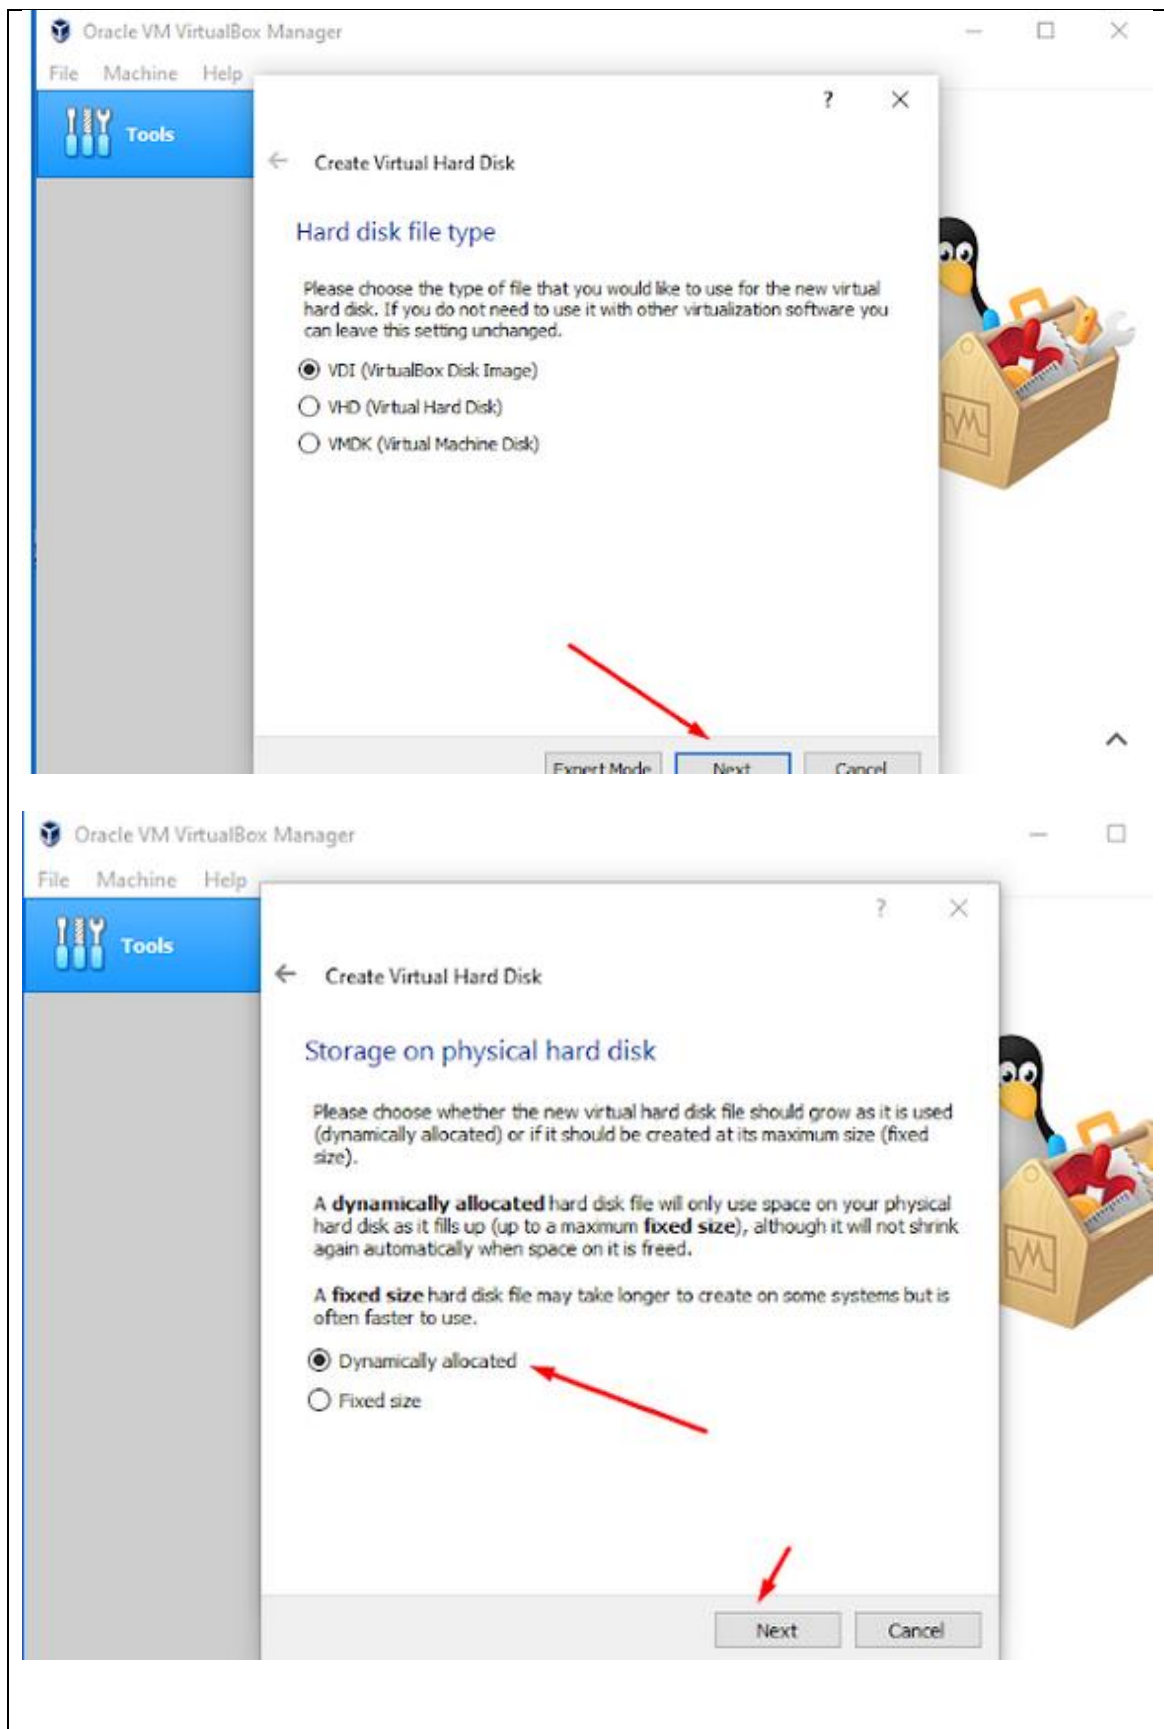 Oracle VM VirtualBox Manager
File Machine Help
Tools
?
Create Virtual Hard Disk
Hard disk file type
Please choose the type of file that you would like to use for the new virtual
hard disk. If you do not need to use it with other virtualization software you
can leave this setting unchanged.
VDI (VirtualBox Disk Image)
VHD (Virtual Hard Disk)
VMDK (Virtual Machine Disk)
Expert Mode Next Cancel
Oracle VM VirtualBox Manager
File Machine Help
Tools
?
Create Virtual Hard Disk
Storage on physical hard disk
Please choose whether the new virtual hard disk file should grow as it is used
(dynamically allocated) or if it should be created at its maximum size (fixed
size).
A dynamically allocated hard disk file will only use space on your physical
hard disk as it fills up (up to a maximum fixed size), although it will not shrink
again automatically when space on it is freed.
A fixed size hard disk file may take longer to create on some systems but is
often faster to use.
Dynamically allocated
Fixed size
Next Cancel